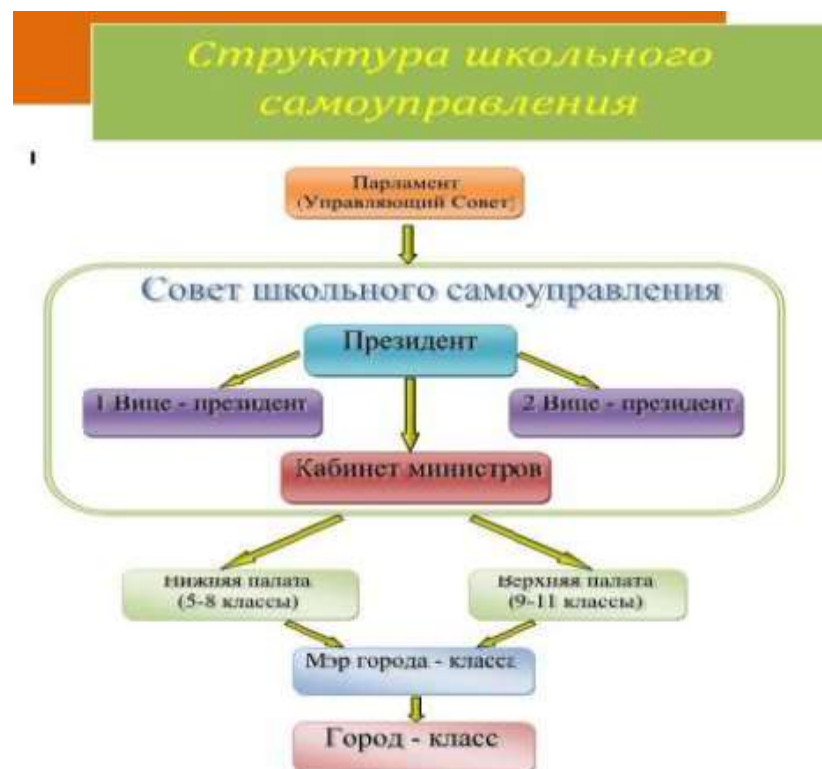 Структура школьного
самоуправления
Парламент
(Управляющий Совет)
Совет школьного самоуправления
Президент
1 Вице - президент
2 Вице - президент
Кабинет министров
Нижняя палата
(5-8 классы)
Верхняя палата
(9-11 классы)
Мэр города - класса
Город - класс